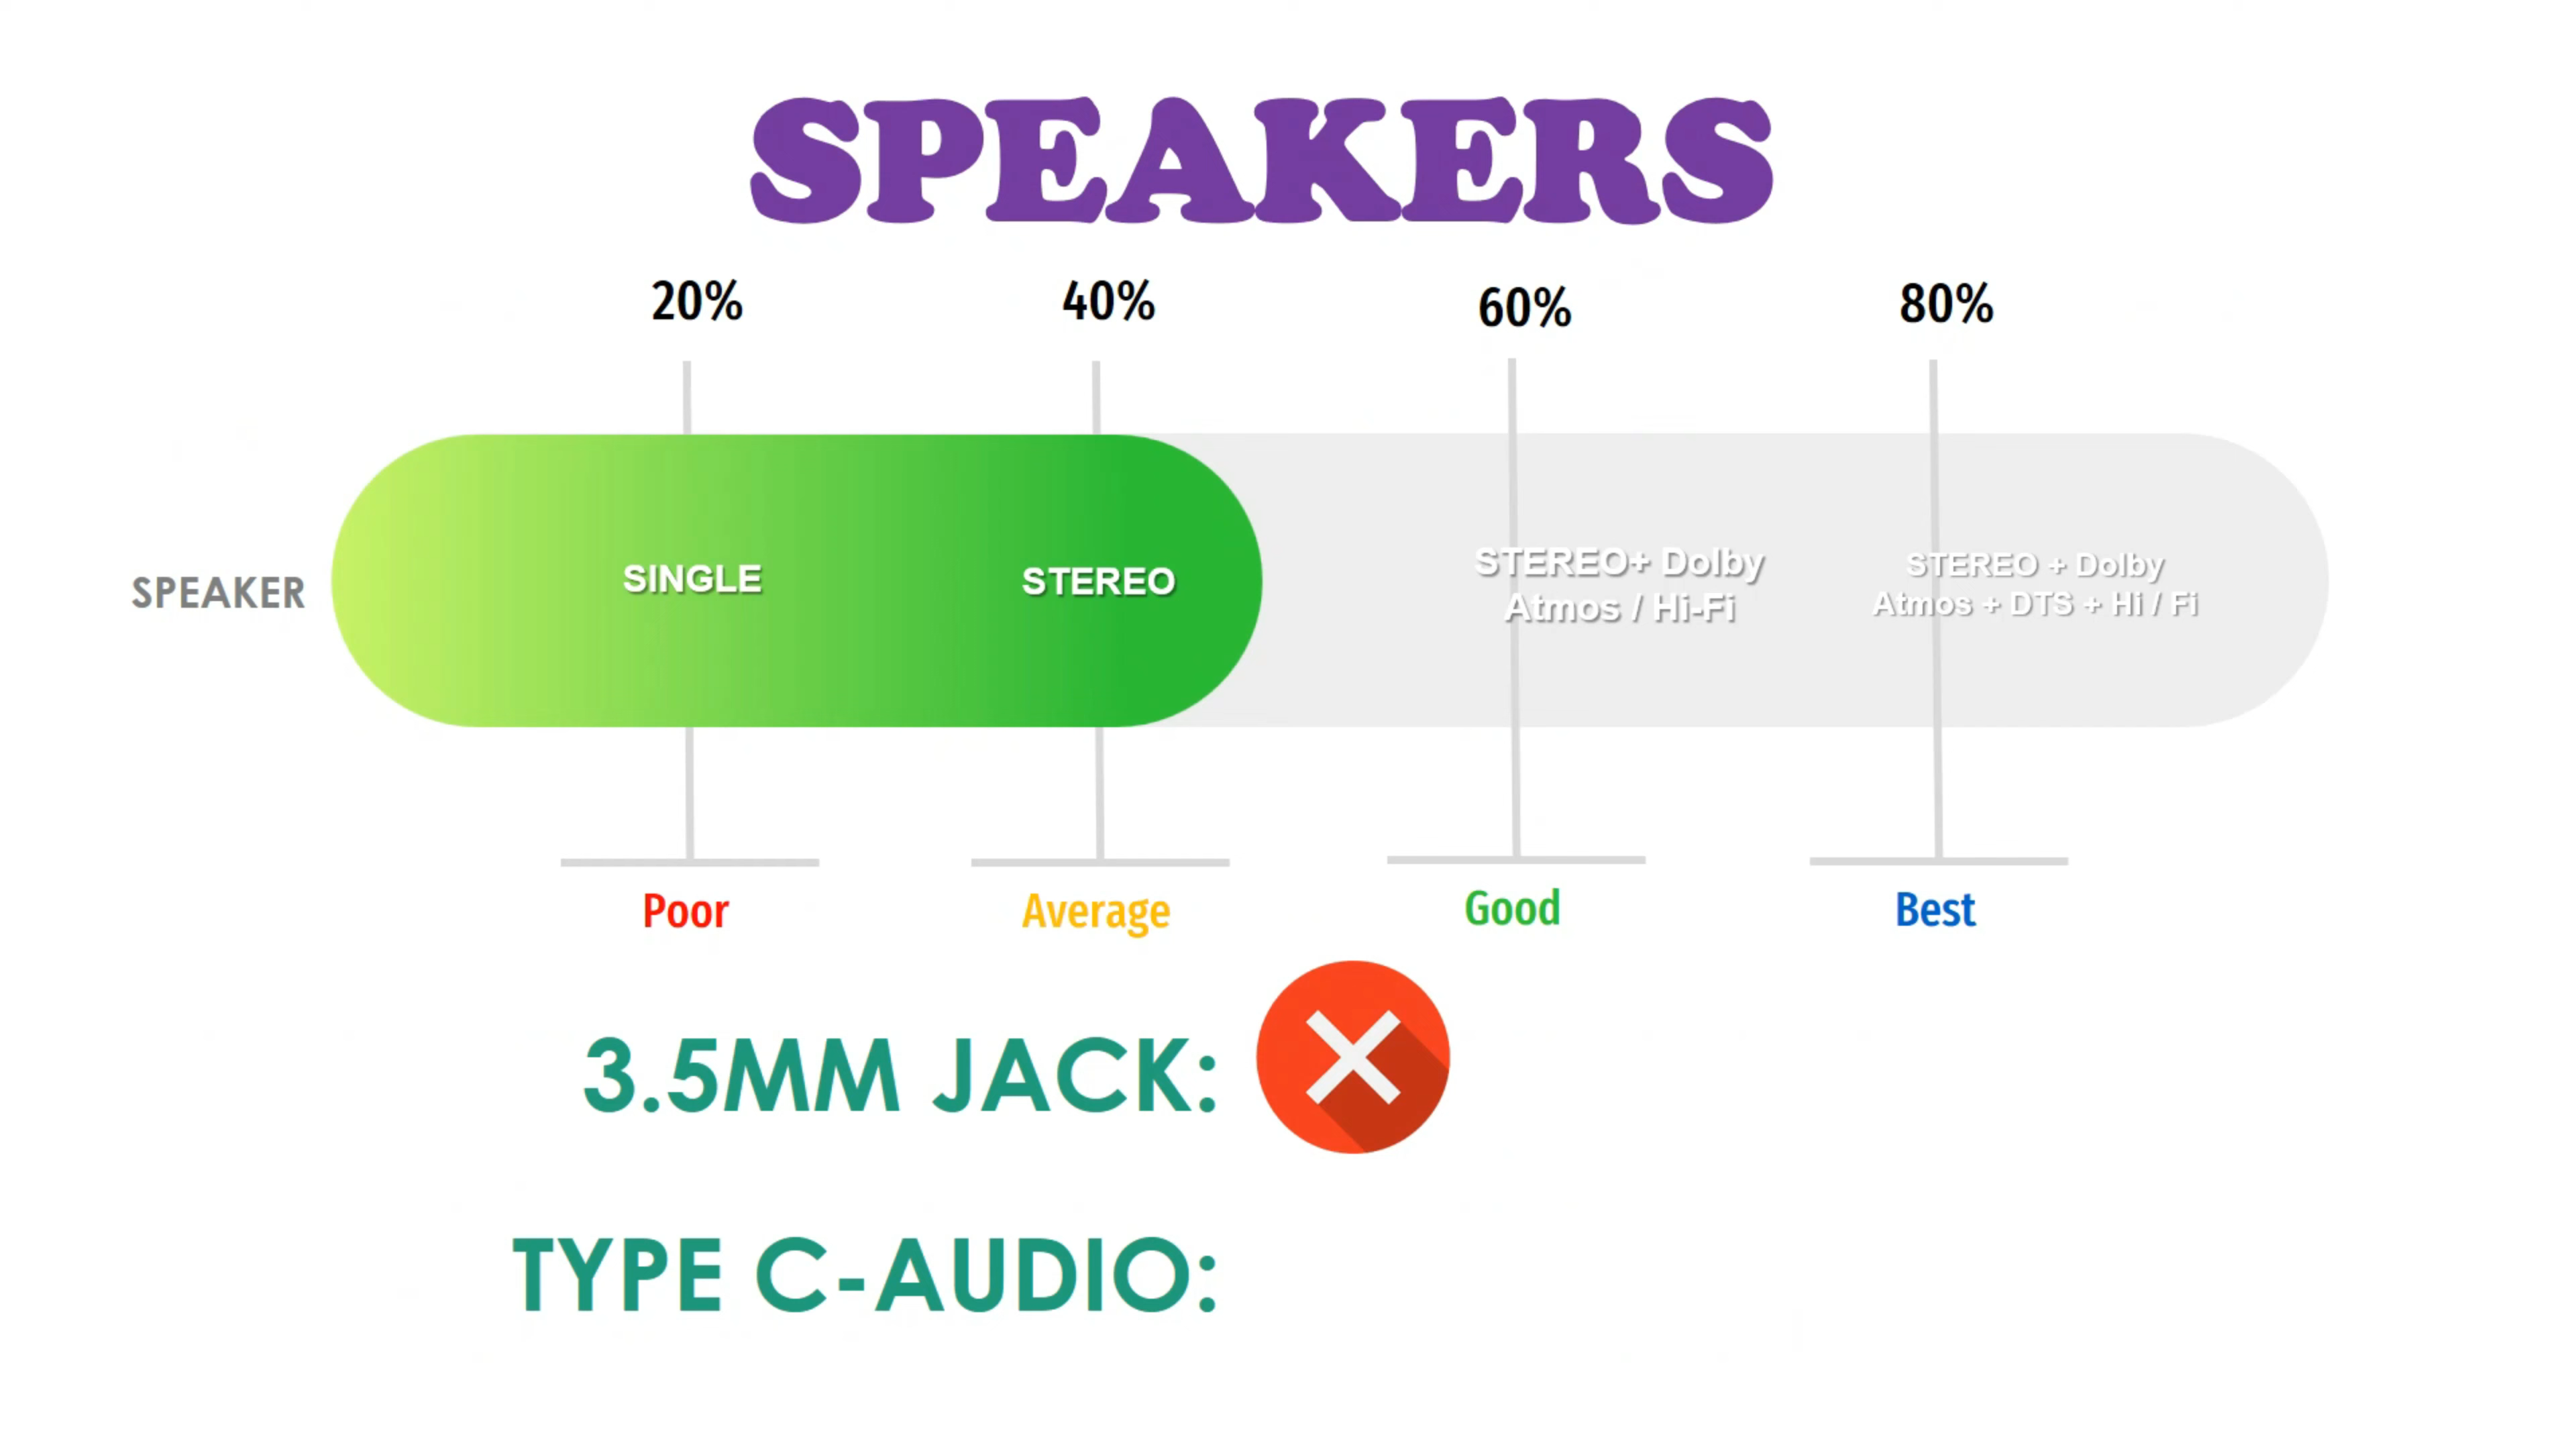 SPEAKERS
20% 40% 60% 80%
SPEAKER
SINGLE
STEREO
STEREO+ Dolby
Atmos / Hi-Fi
STEREO + Dolby
Atmos + DTS + Hi / Fi
Poor Average Good Best
3.5MM JACK:
TYPE C-AUDIO: